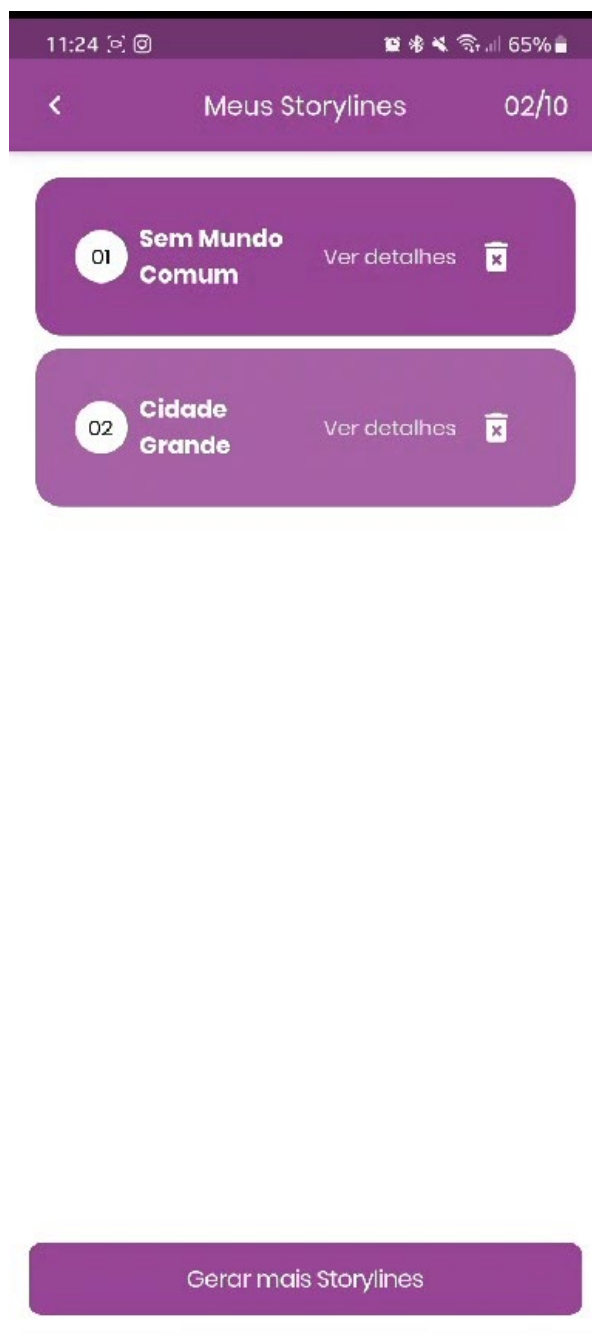 11:24 65%
Meus Storylines 02/10
01 Sem Mundo Comum Ver detalhes
02 Cidade Grande Ver detalhes
Gerar mais Storylines